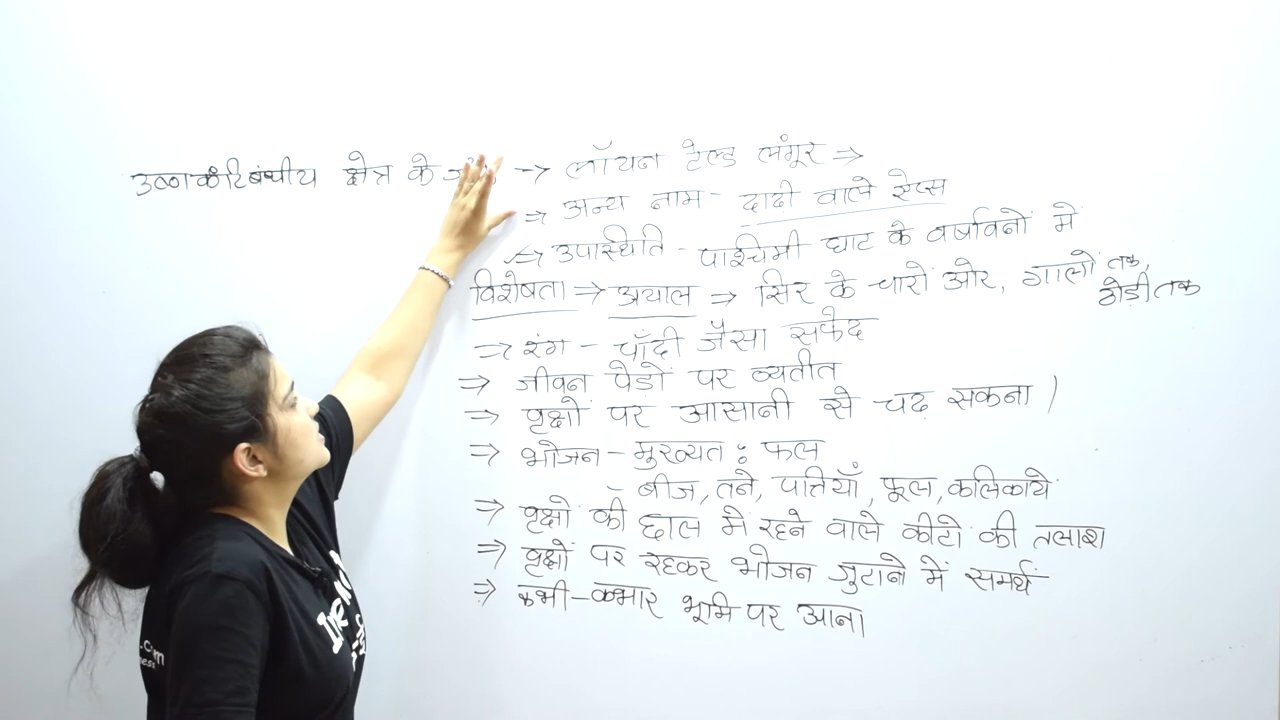 उष्णकटिबंधीय क्षेत्र के → लॉयन टेल्ड लंगूर ⇒
⇒ अन्य नाम - दाढ़ी वाले ऐप्स
⇒ उपस्थिति - पश्चिमी घाट के वर्षावनों में
विशेषता ⇒ अयाल ⇒ सिर के चारों ओर, गालों तक, ठोड़ी तक
⇒ रंग - चाँदी जैसा सफेद
⇒ जीवन पेडों पर व्यतीत
⇒ वृक्षों पर आसानी से चढ़ सकना /
⇒ भोजन - मुख्यत : फल
- बीज, तने, पत्तियाँ, फूल, कलिकाये
⇒ वृक्षो की छाल में रहने वाले कीटो की तलाश
⇒ वृक्षों पर रहकर भोजन जुटाने में समर्थ
⇒ कभी-कभार भूमि पर आना